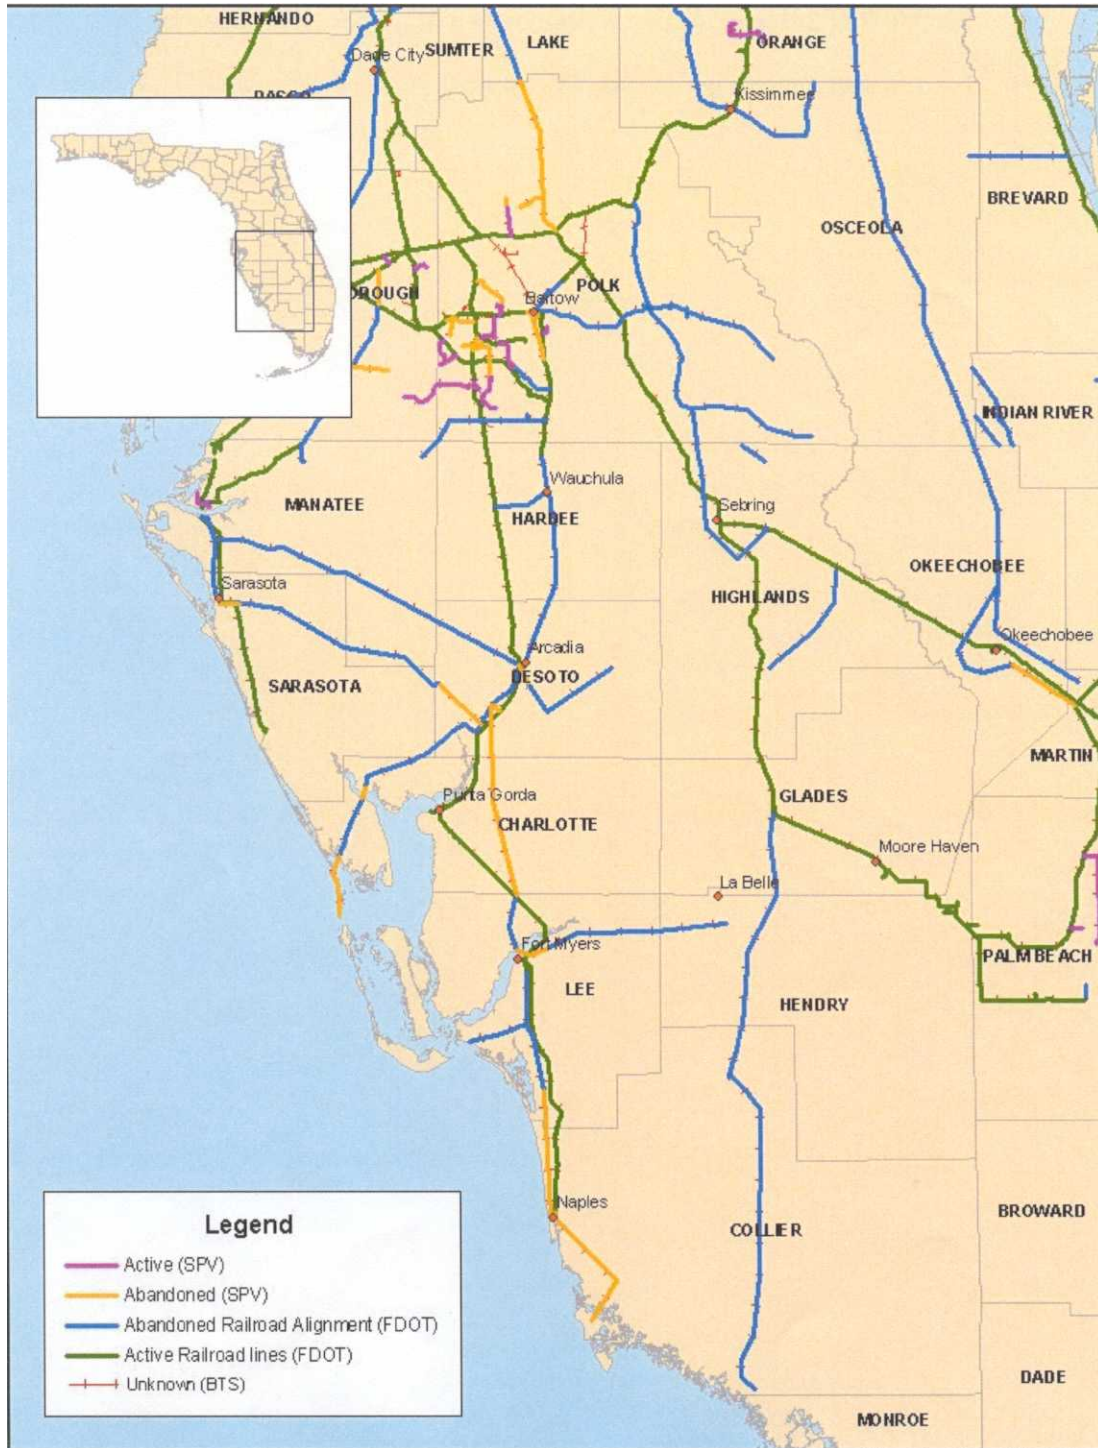 HERNANDO
SUMTER
LAKE
ORANGE
Dade City
PASCO
Kissimmee
BREVARD
OSCEOLA
POLK
OROUGH
Bartow
INDIAN RIVER
Wauchula
MANATEE
HARDEE
Sebring
OKEECHOBEE
Sarasota
HIGHLANDS
Okeechobee
Arcadia
DESOTO
SARASOTA
MARTIN
Punta Gorda
GLADES
CHARLOTTE
Moore Haven
La Belle
Fort Myers
PALM BEACH
LEE
HENDRY
Naples
BROWARD
COLLIER
DADE
MONROE
Legend
Active (SPV)
Abandoned (SPV)
Abandoned Railroad Alignment (FDOT)
Active Railroad lines (FDOT)
Unknown (BTS)